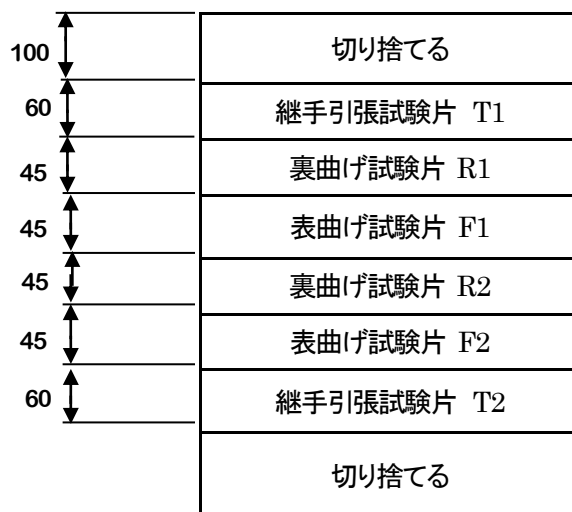 100
切り捨てる
60
継手引張試験片 T1
45
裏曲げ試験片 R1
45
表曲げ試験片 F1
45
裏曲げ試験片 R2
45
表曲げ試験片 F2
60
継手引張試験片 T2
切り捨てる